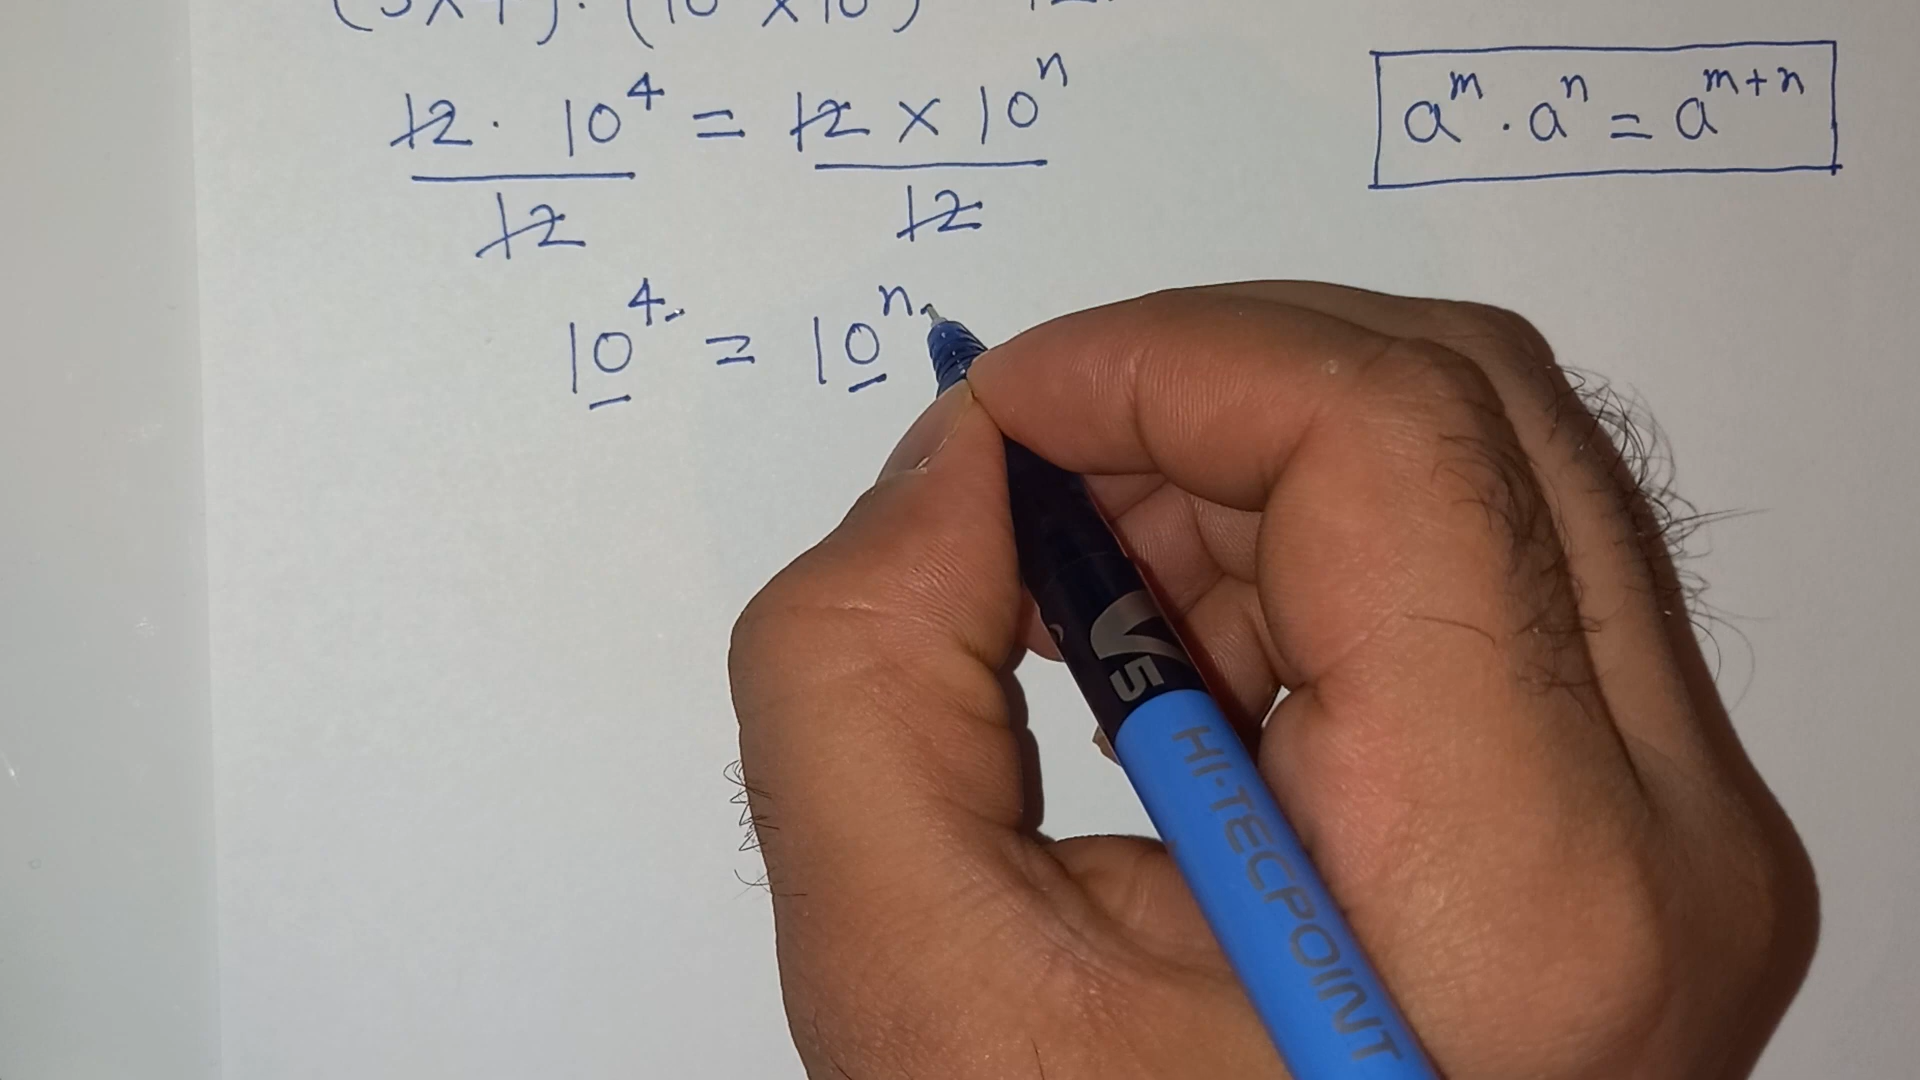 12 · 10⁴ = 12 × 10ⁿ
12 12
10⁴ = 10ⁿ
aᵐ · aⁿ = aᵐ⁺ⁿ
V5
HI-TECPOINT